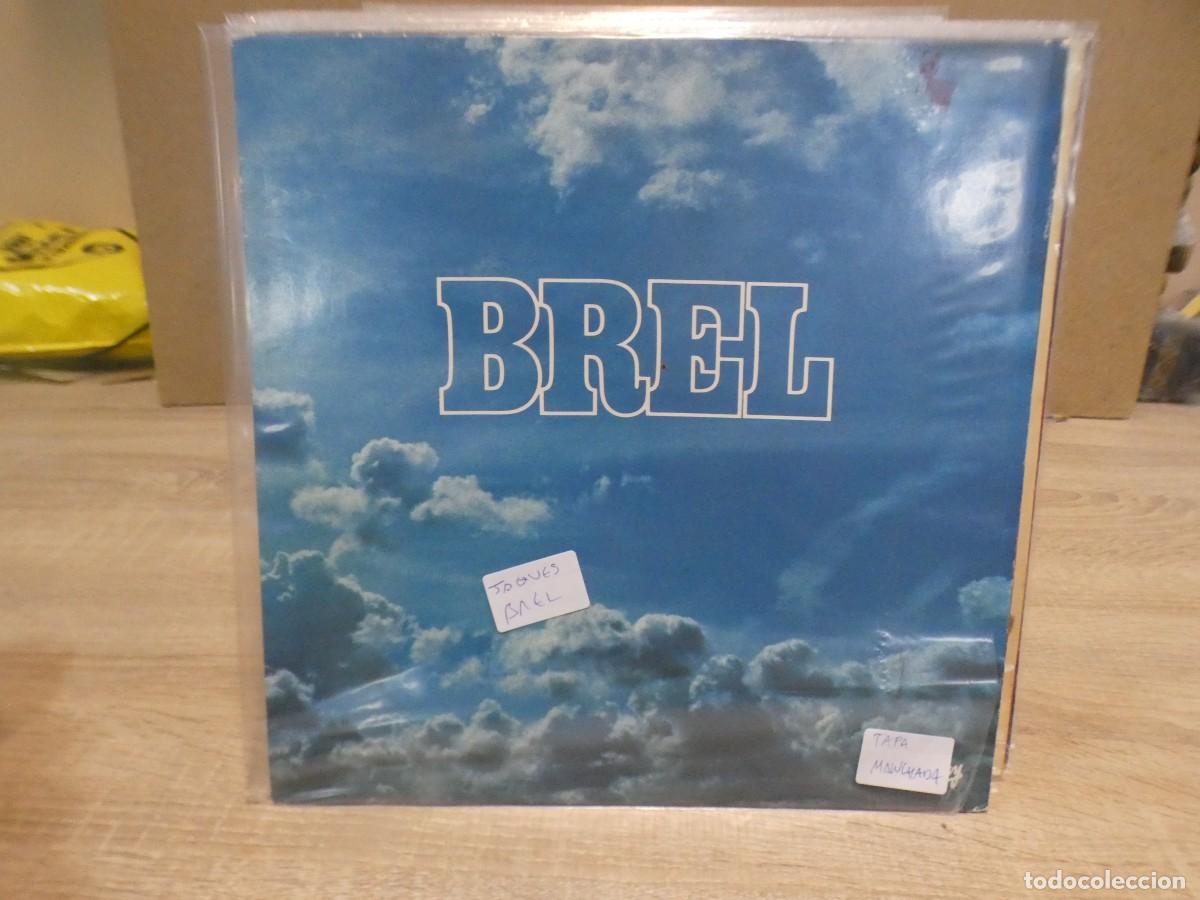 BREL
JAQUES
BREL
TAPA
MANCHADA
todocoleccion